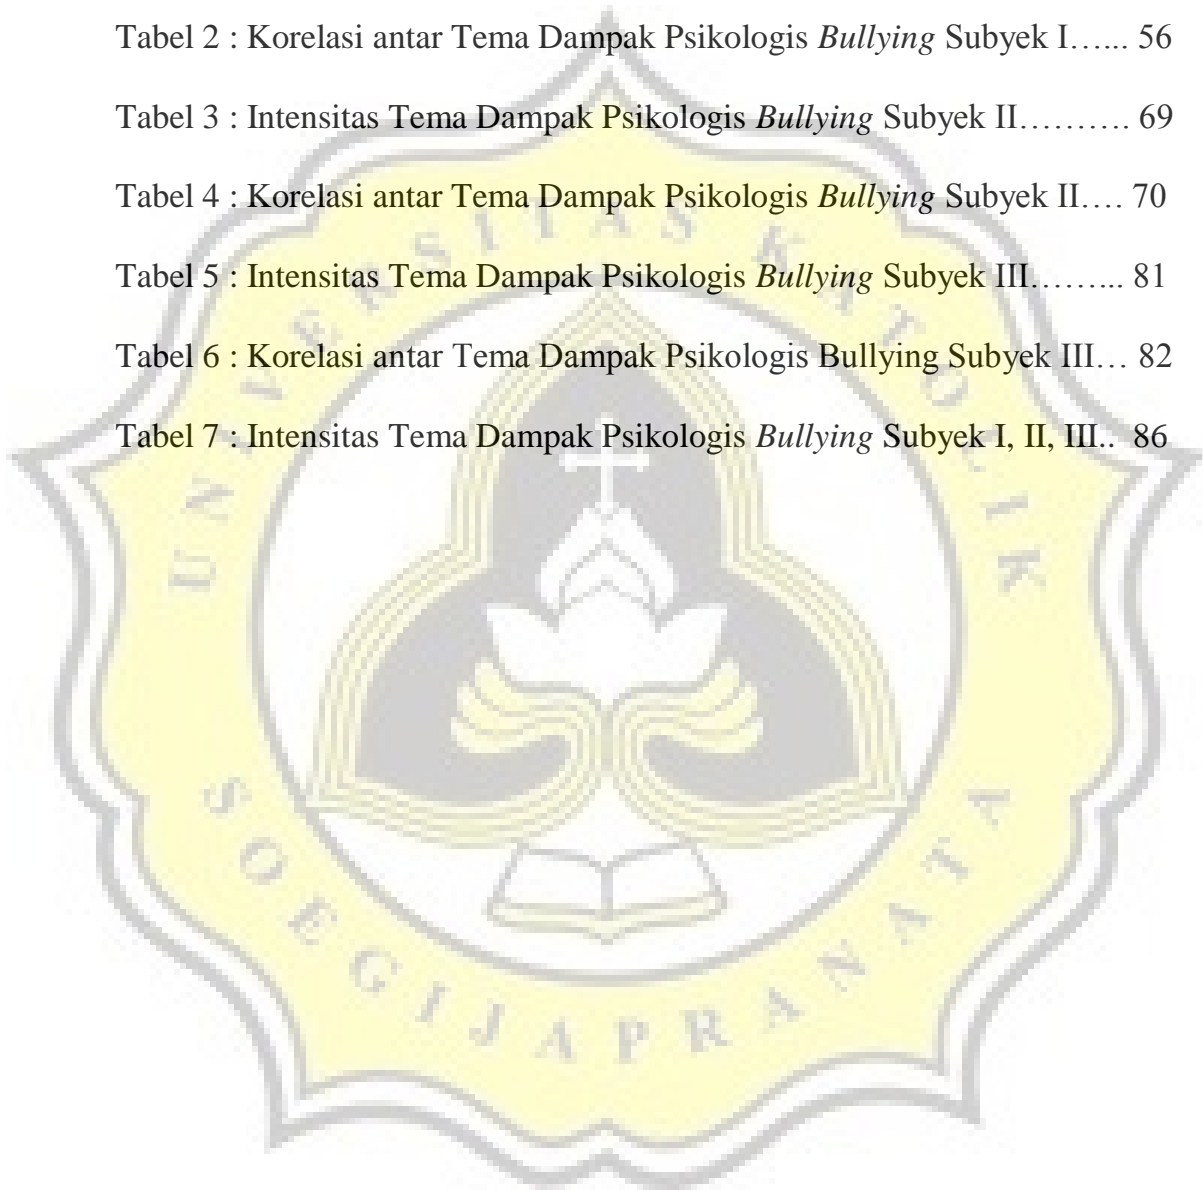 Tabel 2 : Korelasi antar Tema Dampak Psikologis Bullying Subyek I…... 56
Tabel 3 : Intensitas Tema Dampak Psikologis Bullying Subyek II………. 69
Tabel 4 : Korelasi antar Tema Dampak Psikologis Bullying Subyek II…. 70
Tabel 5 : Intensitas Tema Dampak Psikologis Bullying Subyek III…….. 81
Tabel 6 : Korelasi antar Tema Dampak Psikologis Bullying Subyek III… 82
Tabel 7 : Intensitas Tema Dampak Psikologis Bullying Subyek I, II, III.. 86
UNIVERSITAS KATOLIK
SOEGIJAPRANATA